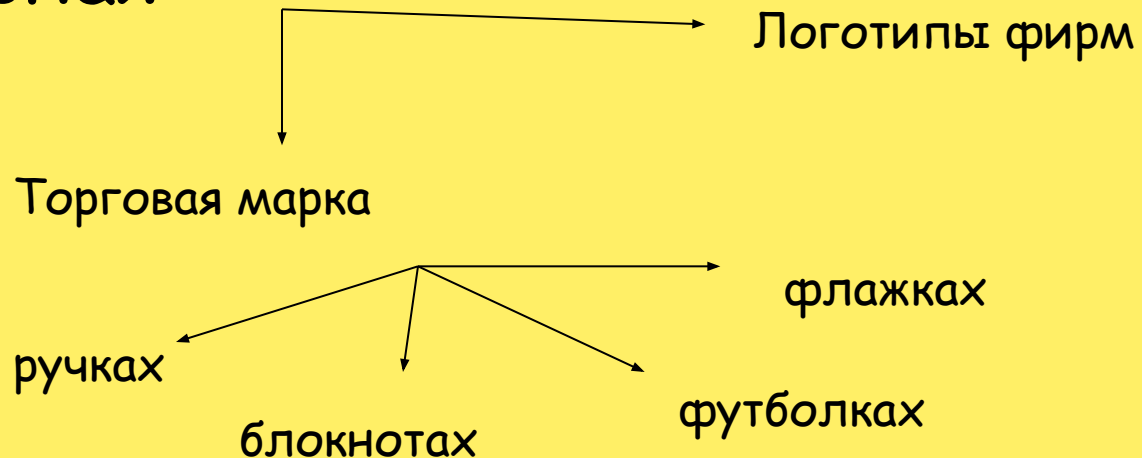 Логотипы фирм
Торговая марка
флажках
ручках
футболках
блокнотах